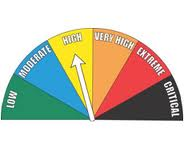 LOW
MODERATE
HIGH
VERY HIGH
EXTREME
CRITICAL